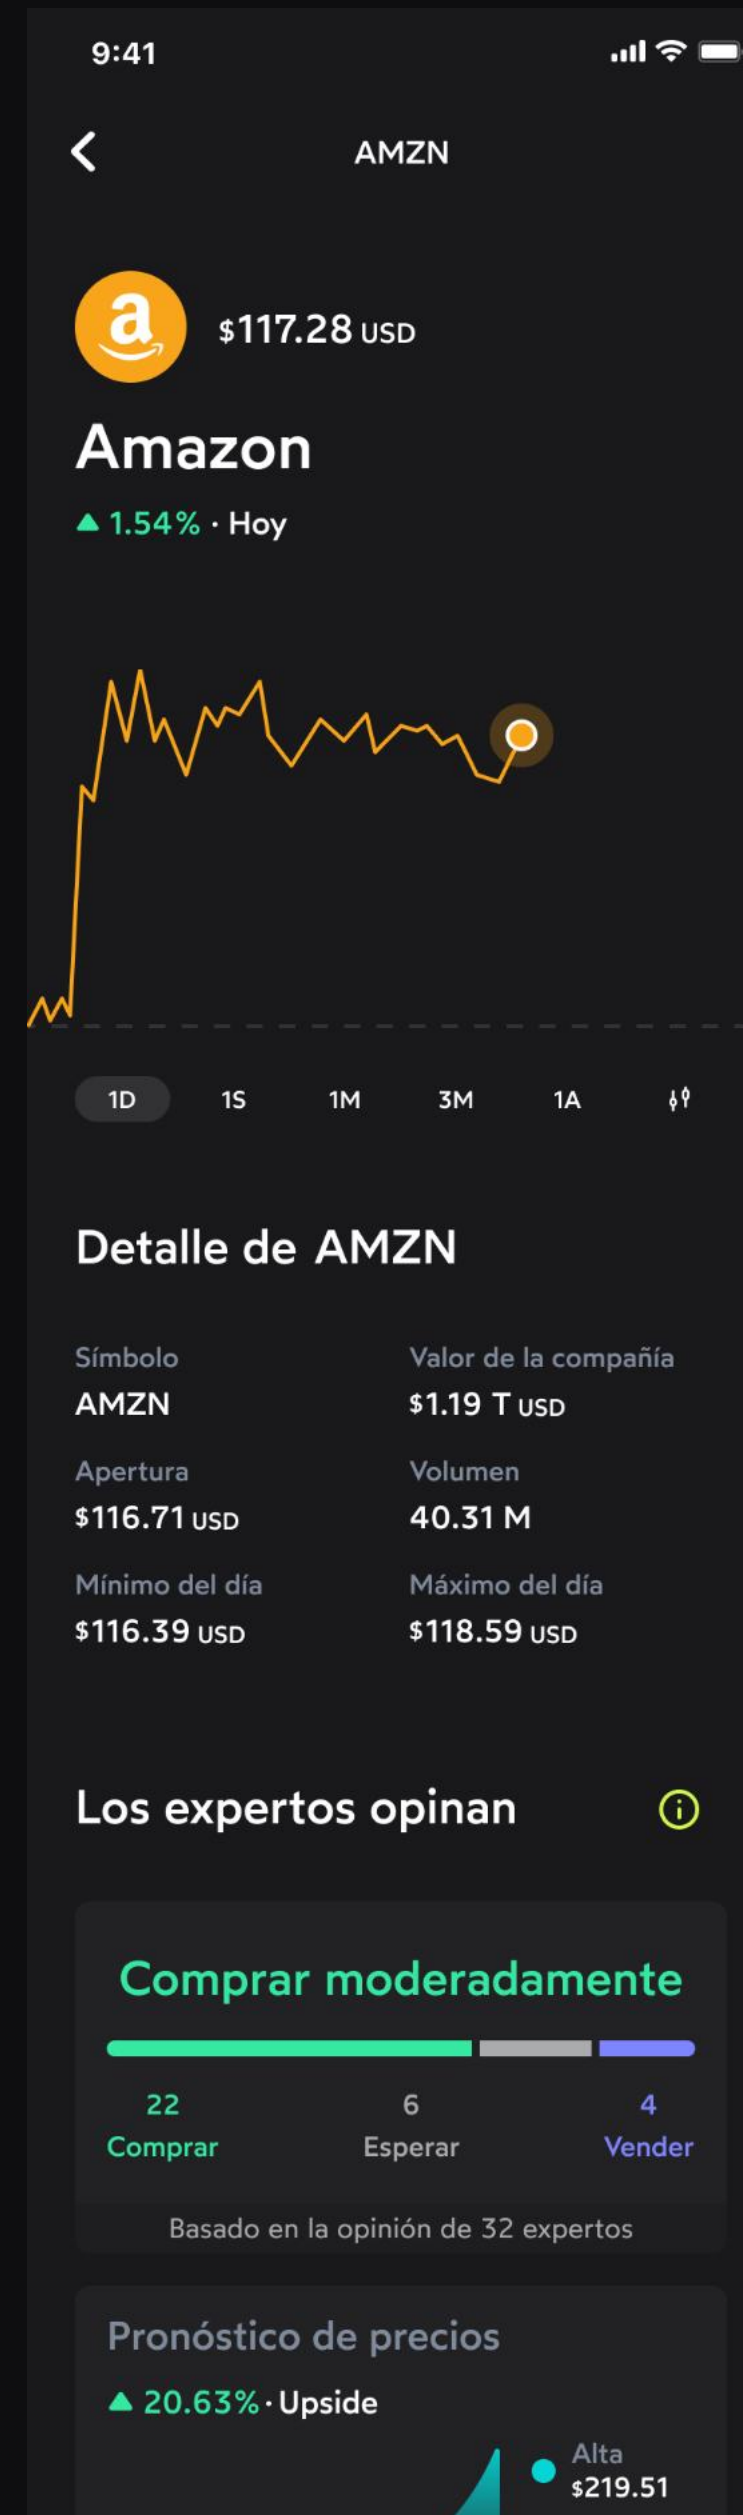 9:41
AMZN
a
$117.28 USD
Amazon
1.54% · Hoy
1D 1S 1M 3M 1A
Detalle de AMZN
Símbolo Valor de la compañía
AMZN $1.19 T USD
Apertura Volumen
$116.71 USD 40.31 M
Mínimo del día Máximo del día
$116.39 USD $118.59 USD
Los expertos opinan
Comprar moderadamente
22 6 4
Comprar Esperar Vender
Basado en la opinión de 32 expertos
Pronóstico de precios
20.63% · Upside
Alta
$219.51